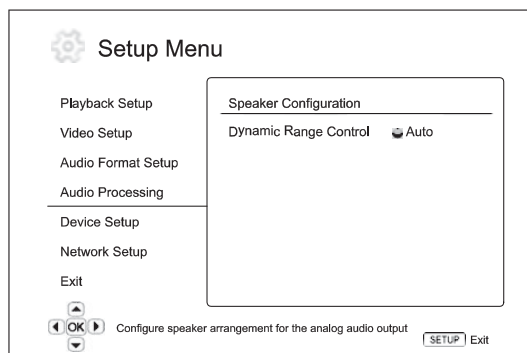 Setup Menu
Playback Setup
Video Setup
Audio Format Setup
Audio Processing
Device Setup
Network Setup
Exit
Speaker Configuration
Dynamic Range Control Auto
OK
Configure speaker arrangement for the analog audio output
SETUP Exit